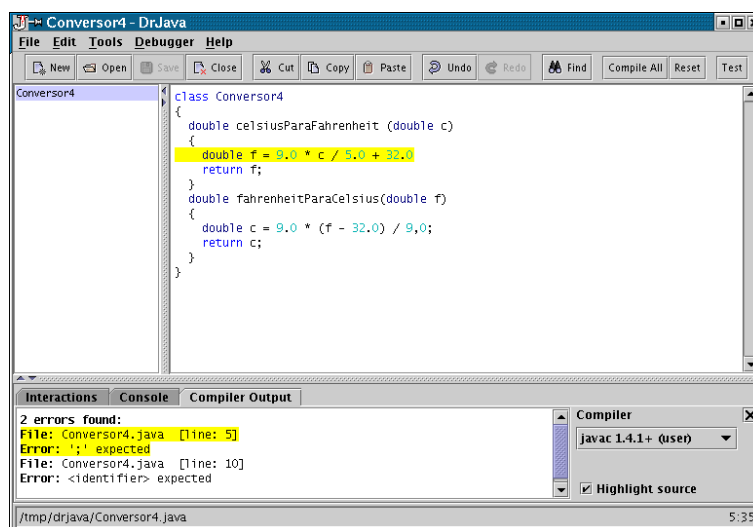 Conversor4 - DrJava
File Edit Tools Debugger Help
New Open Save Close Cut Copy Paste Undo Redo Find Compile All Reset Test
Conversor4
class Conversor4
{
double celsiusParaFahrenheit (double c)
{
double f = 9.0 * c / 5.0 + 32.0
return f;
}
double fahrenheitParaCelsius(double f)
{
double c = 9.0 * (f - 32.0) / 9,0;
return c;
}
}
Interactions Console Compiler Output
2 errors found:
File: Conversor4.java [line: 5]
Error: ';' expected
File: Conversor4.java [line: 10]
Error: <identifier> expected
Compiler
javac 1.4.1+ (user)
Highlight source
/tmp/drjava/Conversor4.java
5:35